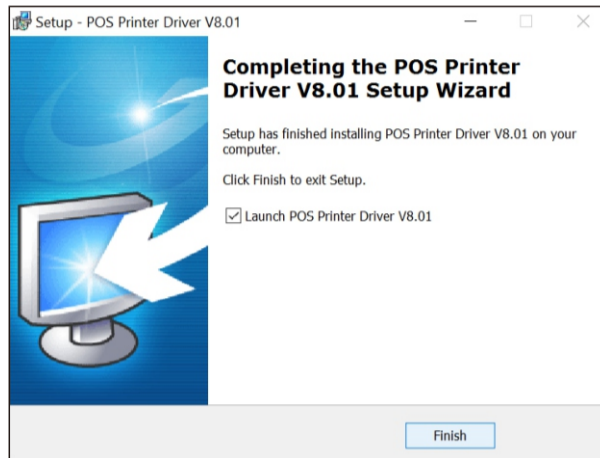 Setup - POS Printer Driver V8.01
Completing the POS Printer
Driver V8.01 Setup Wizard
Setup has finished installing POS Printer Driver V8.01 on your
computer.
Click Finish to exit Setup.
Launch POS Printer Driver V8.01
Finish